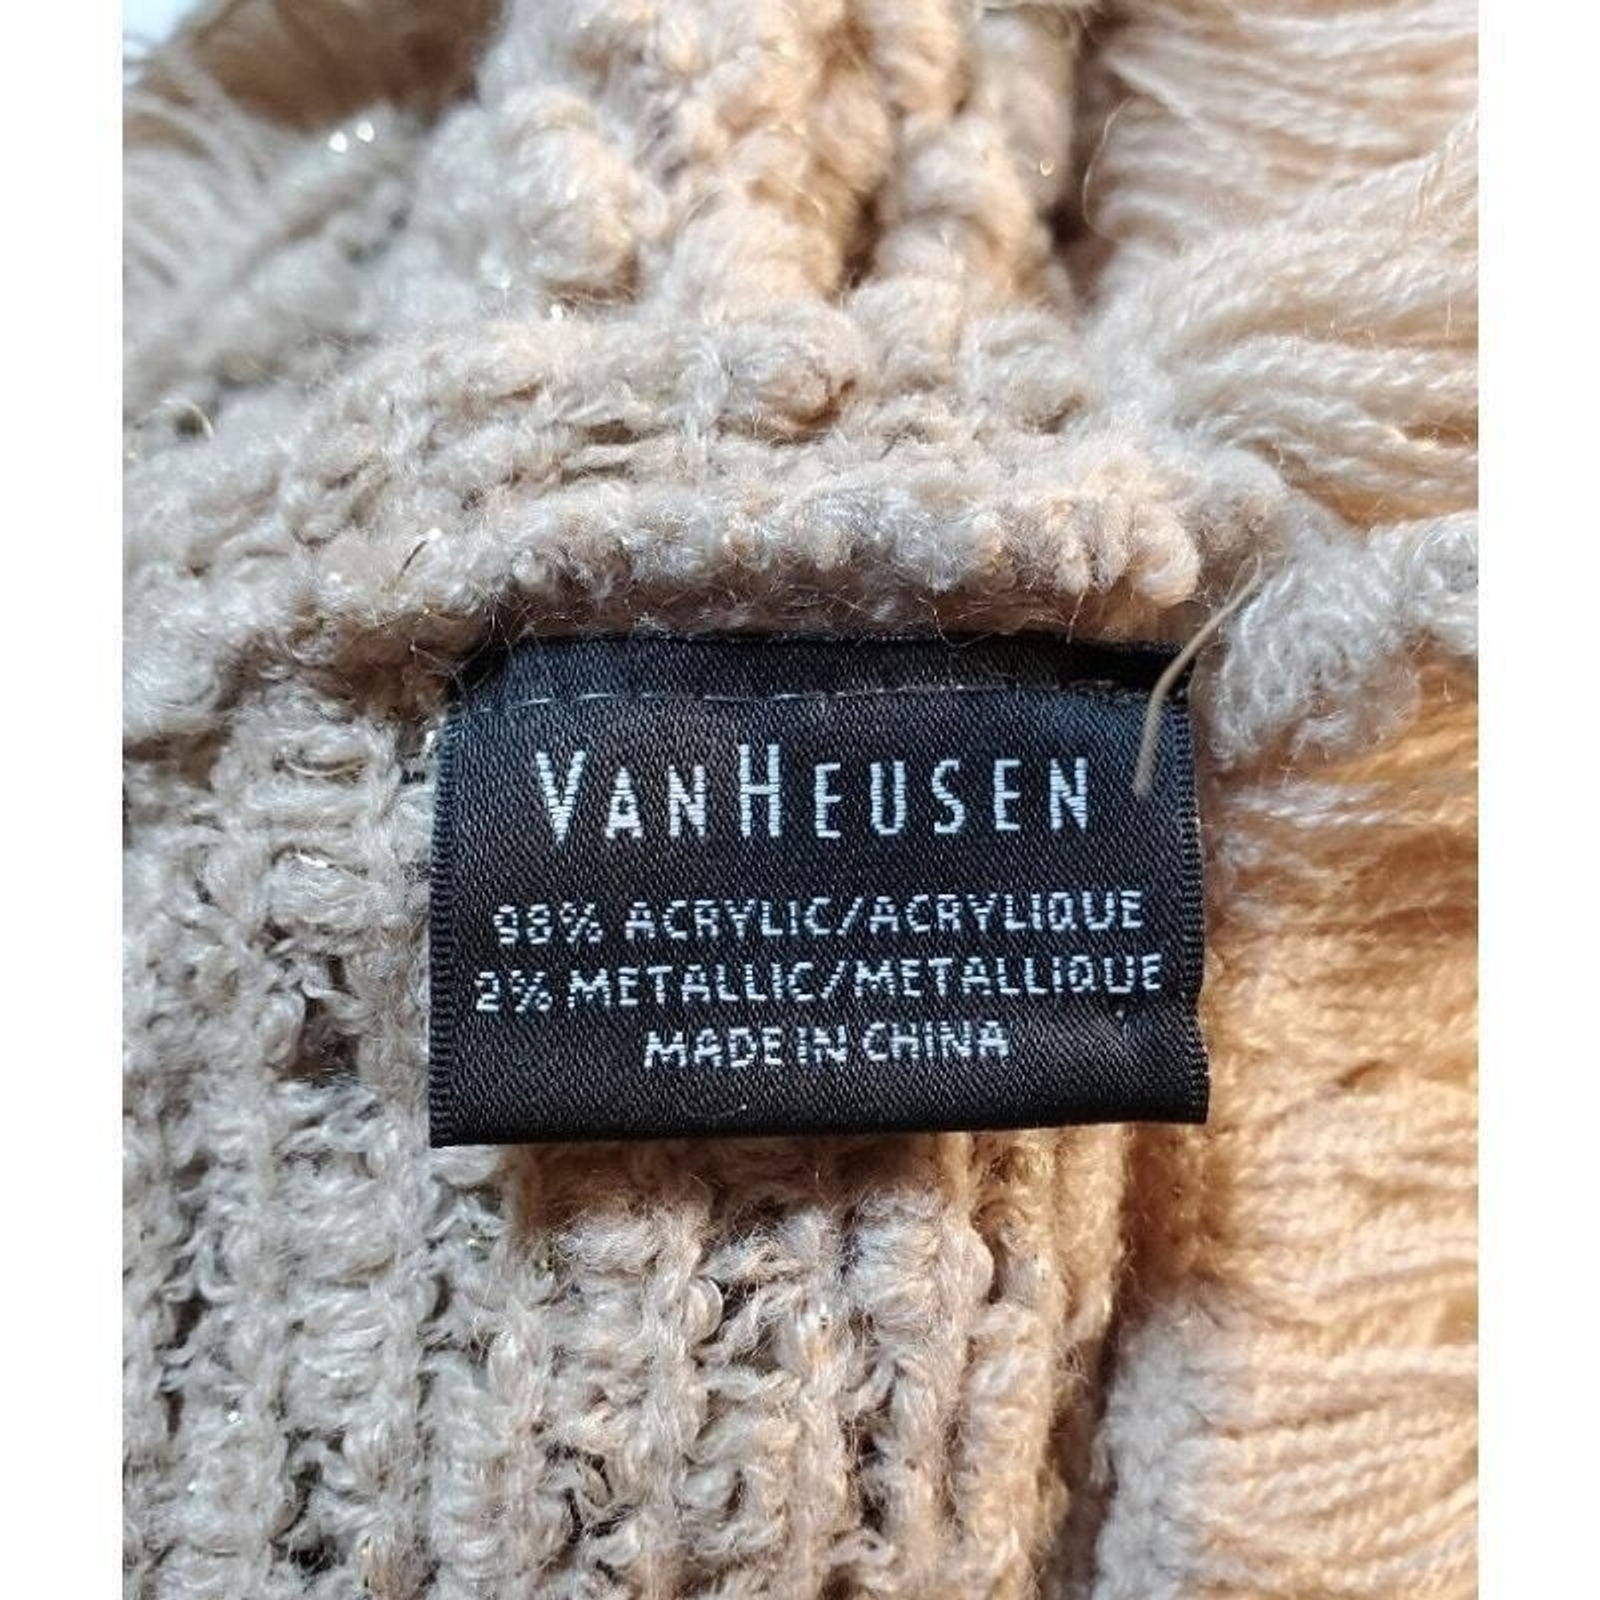 VANHEUSEN
98% ACRYLIC/ACRYLIQUE
2% METALLIC/METALLIQUE
MADE IN CHINA